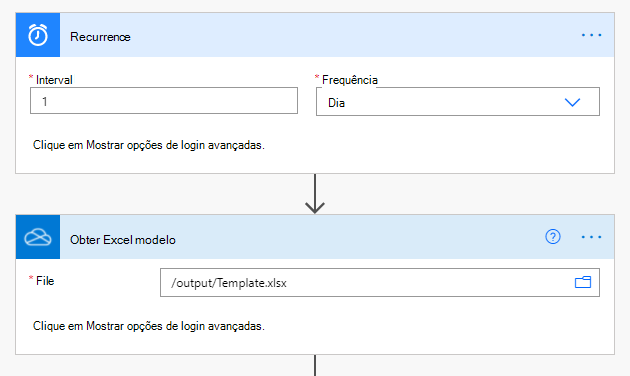 Recurrence
* Interval
* Frequência
1
Dia
Clique em Mostrar opções de login avançadas.
Obter Excel modelo
* File
/output/Template.xlsx
Clique em Mostrar opções de login avançadas.